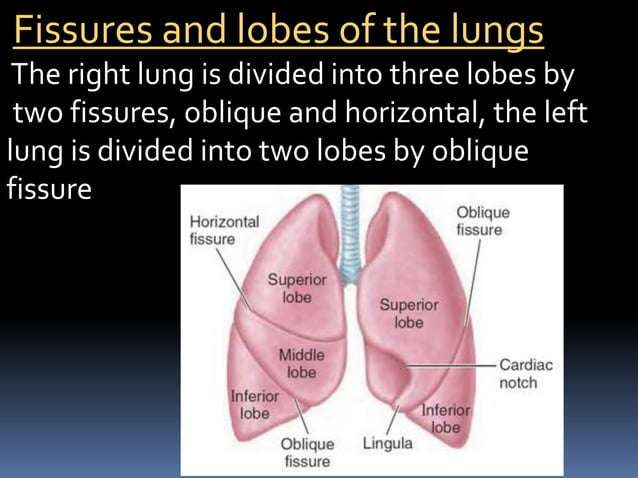 Fissures and lobes of the lungs
The right lung is divided into three lobes by
two fissures, oblique and horizontal, the left
lung is divided into two lobes by oblique
fissure
Horizontal
fissure
Oblique
fissure
Superior
lobe
Superior
lobe
Middle
lobe
Cardiac
notch
Inferior
lobe
Inferior
lobe
Oblique
fissure
Lingula